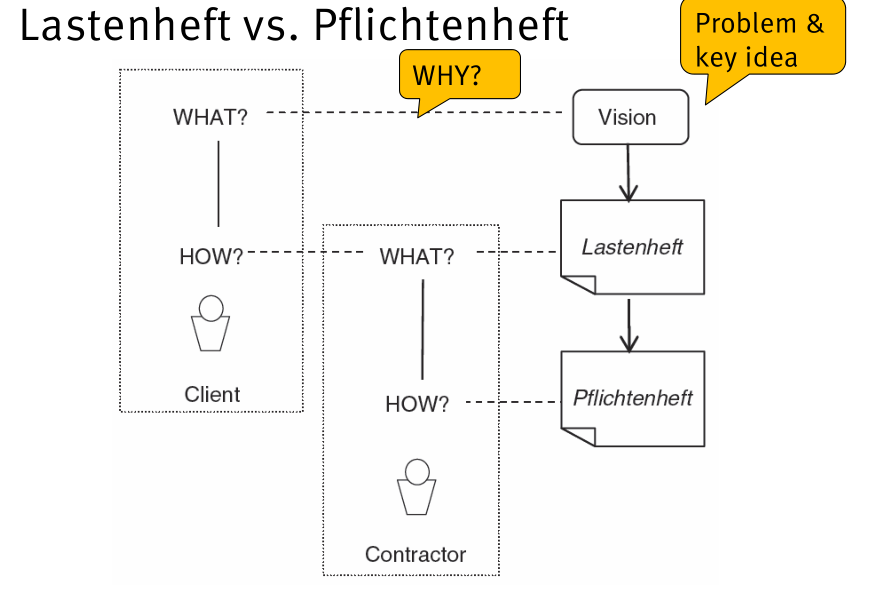 Lastenheft vs. Pflichtenheft
Problem &
key idea
WHY?
WHAT?
Vision
HOW?
WHAT?
Lastenheft
Client
HOW?
Pflichtenheft
Contractor